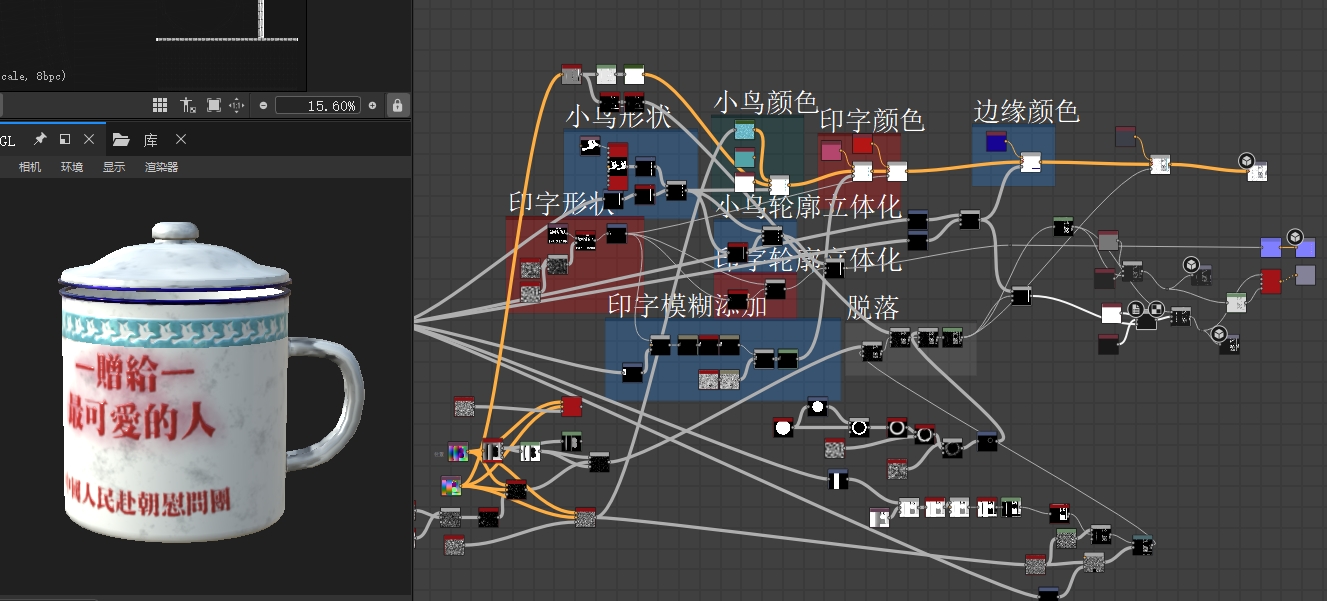 cale, 8bpc)
15.60%
GL
库
相机 环境 显示 渲染器
小鸟形状
小鸟颜色
印字颜色
边缘颜色
印字形状
小鸟轮廓立体化
印字轮廓立体化
印字模糊添加
脱落
一贈給一
最可愛的人
中國人民赴朝慰問團